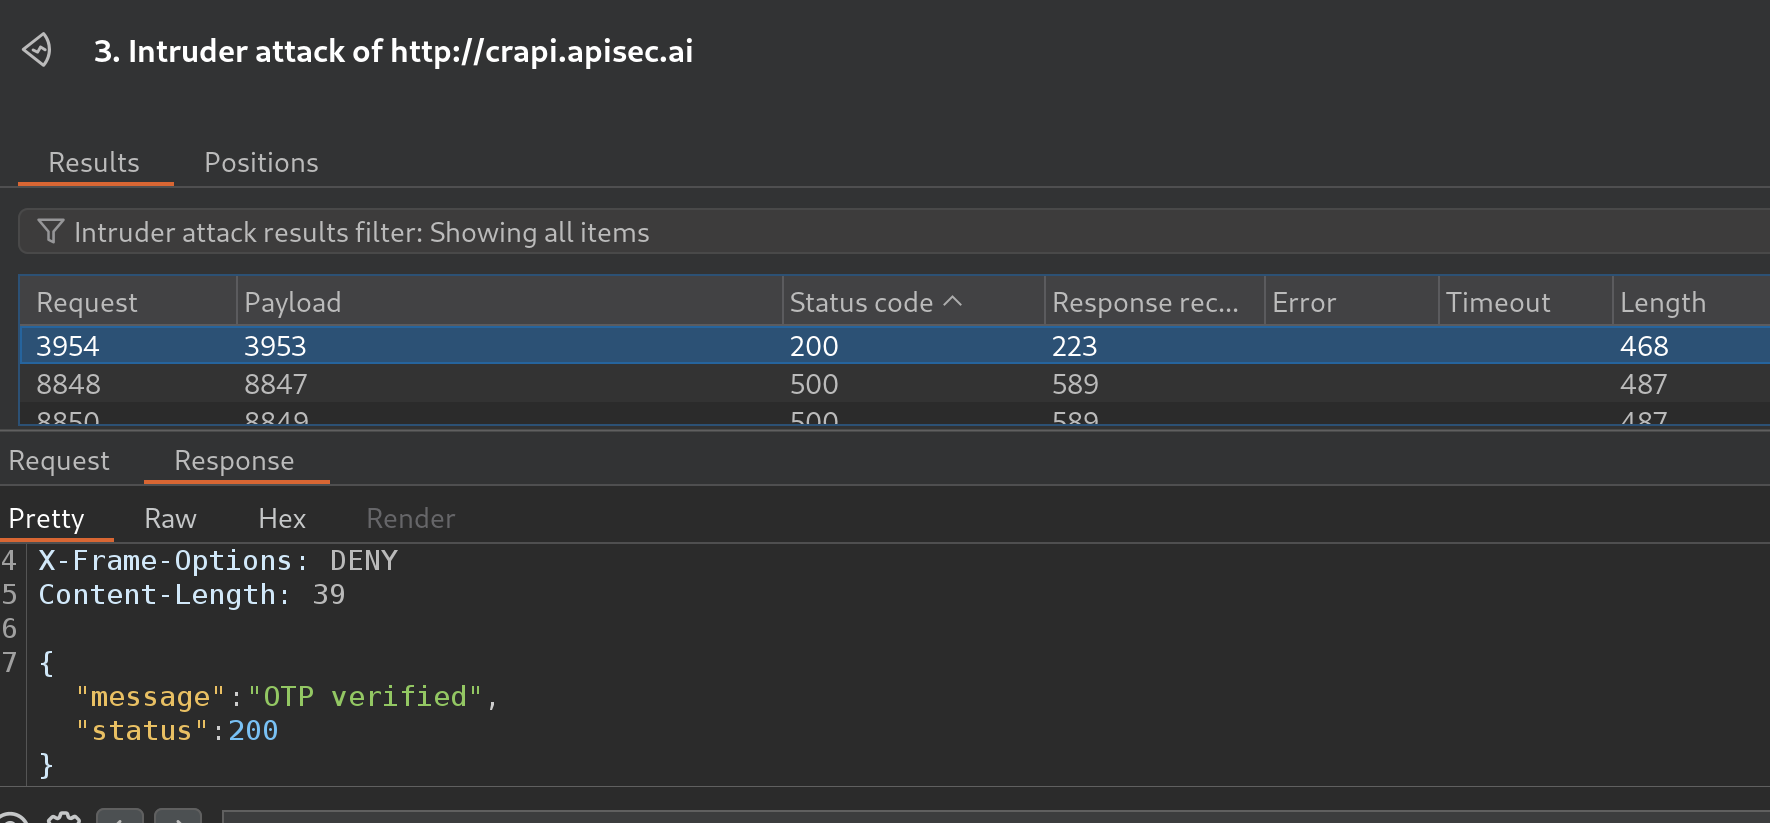 3. Intruder attack of http://crapi.apisec.ai
Results Positions
Intruder attack results filter: Showing all items
Request Payload Status code Response rec... Error Timeout Length
3954 3953 200 223 468
8848 8847 500 589 487
8850 8849 500 589 487
Request Response
Pretty Raw Hex Render
4 X-Frame-Options: DENY
5 Content-Length: 39
6
7 {
"message":"OTP verified",
"status":200
}